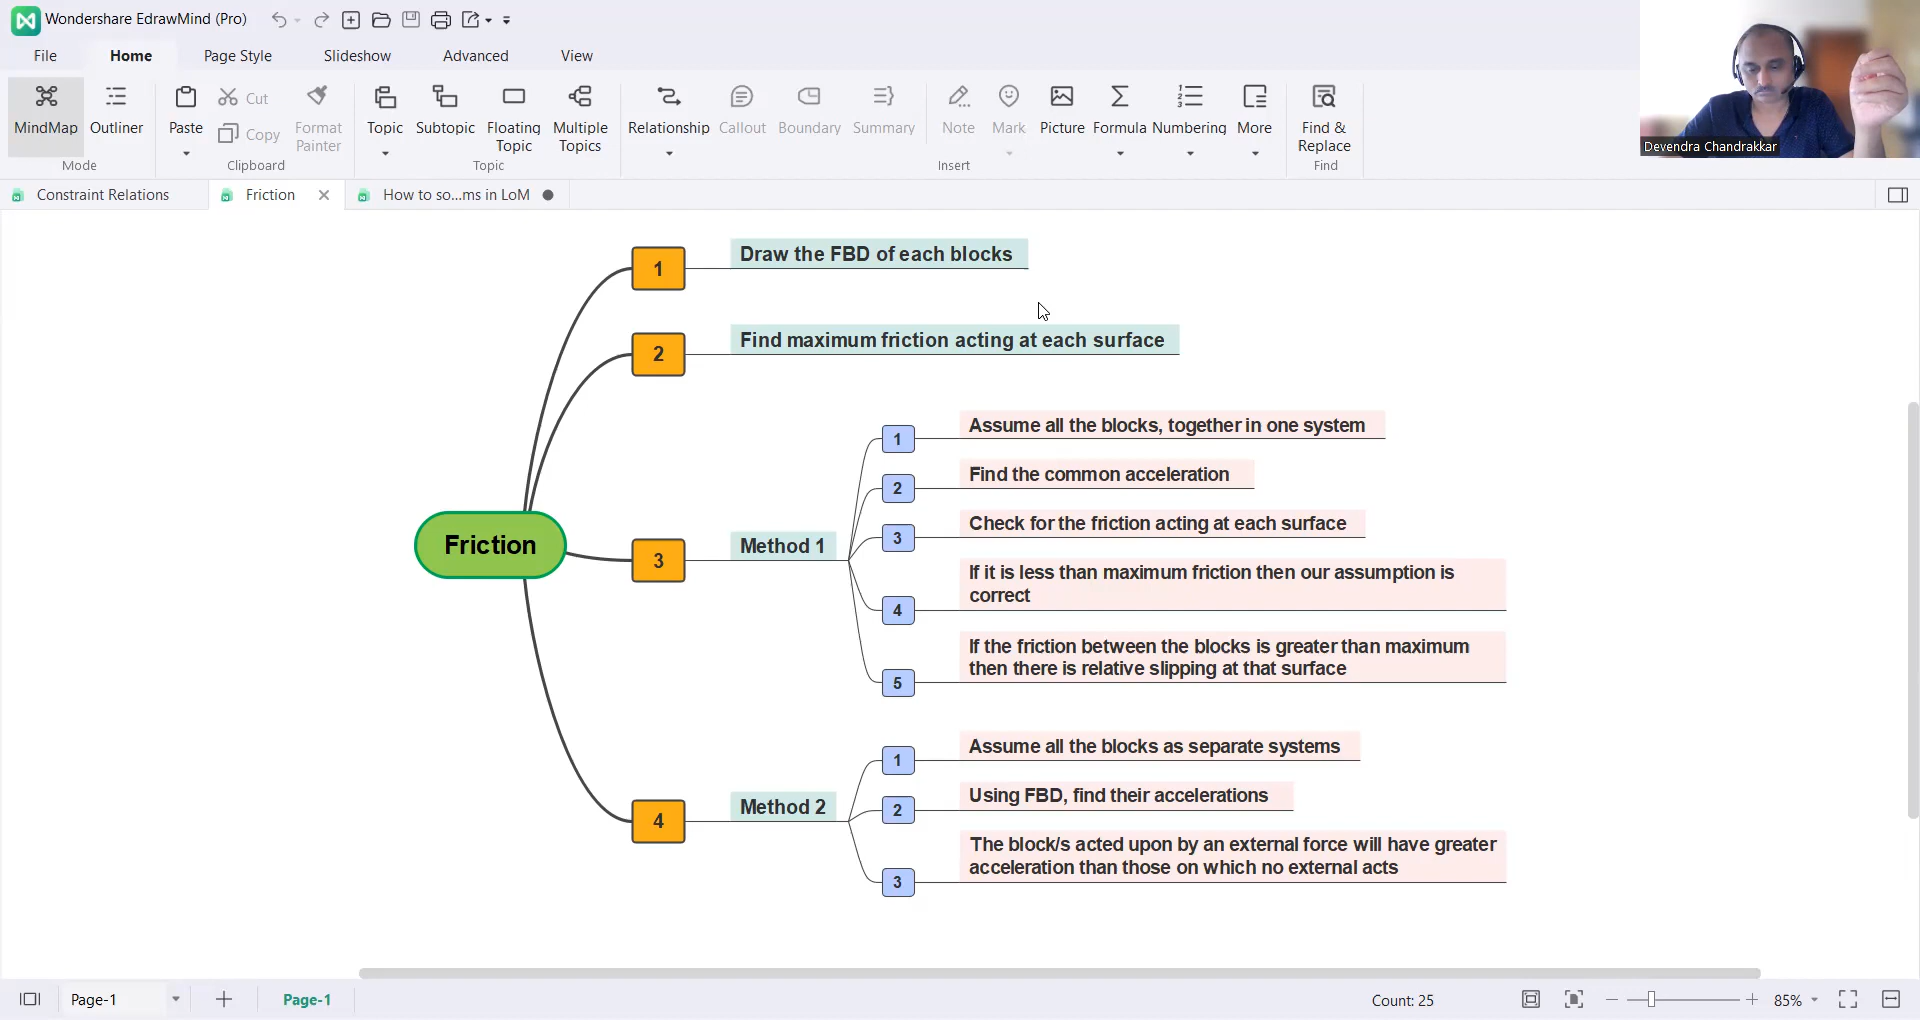 Wondershare EdrawMind (Pro)
File
Home
Page Style
Slideshow
Advanced
View
MindMap
Outliner
Mode
Paste
Cut
Copy
Format
Painter
Clipboard
Topic
Subtopic
Floating
Topic
Multiple
Topics
Topic
Relationship
Callout
Boundary
Summary
Note
Mark
Picture
Formula
Numbering
More
Insert
Find &
Replace
Find
Devendra Chandrakkar
Constraint Relations
Friction
How to so...ms in LoM
Friction
1
Draw the FBD of each blocks
2
Find maximum friction acting at each surface
3
Method 1
1
Assume all the blocks, together in one system
2
Find the common acceleration
3
Check for the friction acting at each surface
4
If it is less than maximum friction then our assumption is
correct
5
If the friction between the blocks is greater than maximum
then there is relative slipping at that surface
4
Method 2
1
Assume all the blocks as separate systems
2
Using FBD, find their accelerations
3
The block/s acted upon by an external force will have greater
acceleration than those on which no external acts
Page-1
Page-1
Count: 25
85%